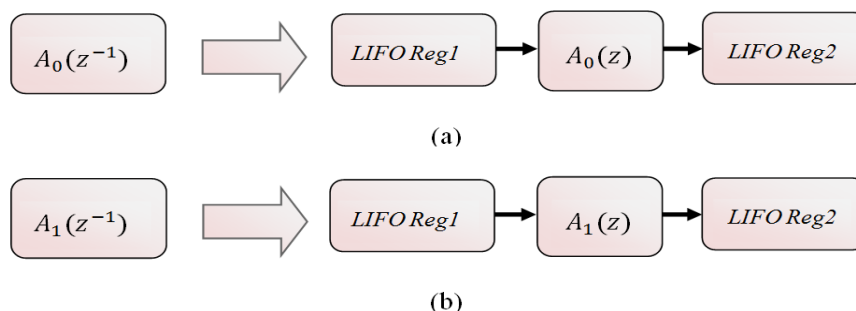 A₀(z⁻¹) LIFO Reg1 A₀(z) LIFO Reg2
(a)
A₁(z⁻¹) LIFO Reg1 A₁(z) LIFO Reg2
(b)